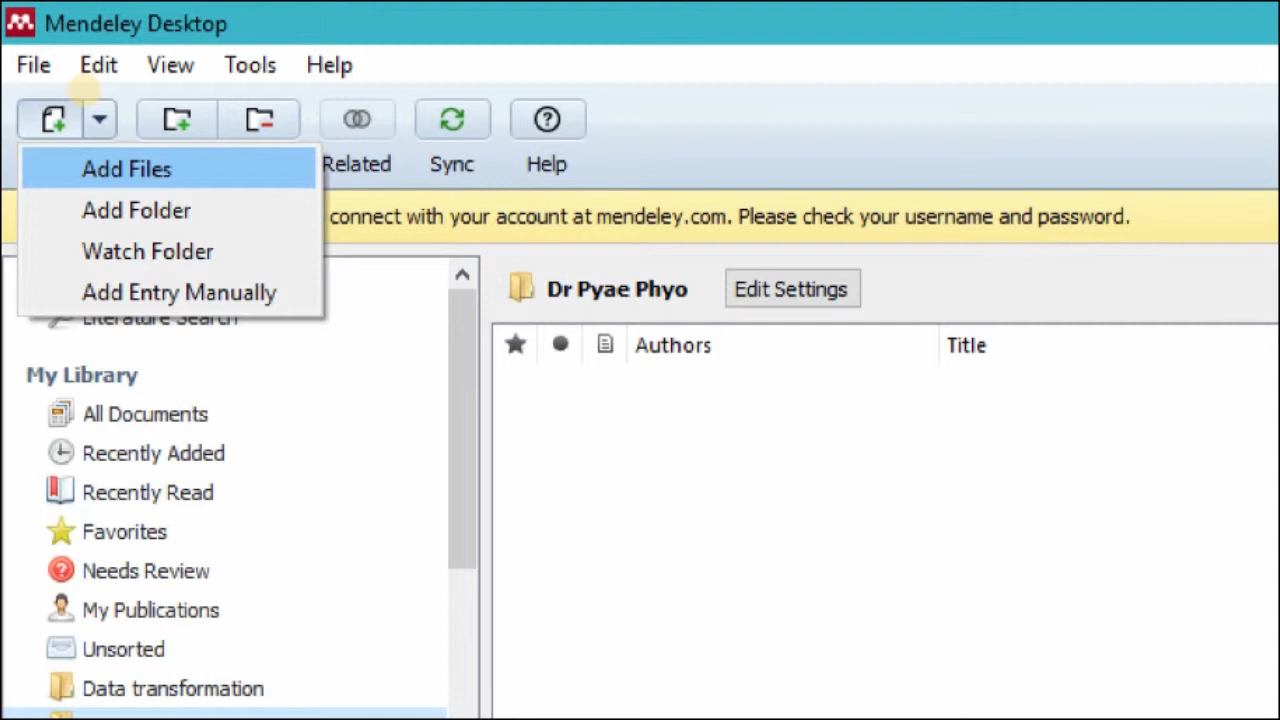 Mendeley Desktop
File Edit View Tools Help
Related Sync Help
Add Files
Add Folder
Watch Folder
Add Entry Manually
connect with your account at mendeley.com. Please check your username and password.
Dr Pyae Phyo Edit Settings
Literature Search
Authors Title
My Library
All Documents
Recently Added
Recently Read
Favorites
Needs Review
My Publications
Unsorted
Data transformation